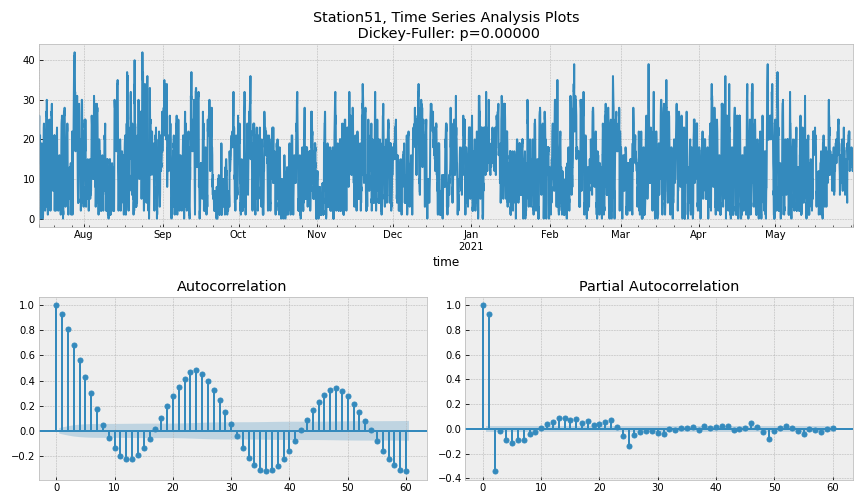 Station51, Time Series Analysis Plots
Dickey-Fuller: p=0.00000
40
30
20
10
0
Aug Sep Oct Nov Dec Jan Feb Mar Apr May
2021
time
Autocorrelation
1.0
0.8
0.6
0.4
0.2
0.0
−0.2
0 10 20 30 40 50 60
Partial Autocorrelation
1.0
0.8
0.6
0.4
0.2
0.0
−0.2
−0.4
0 10 20 30 40 50 60